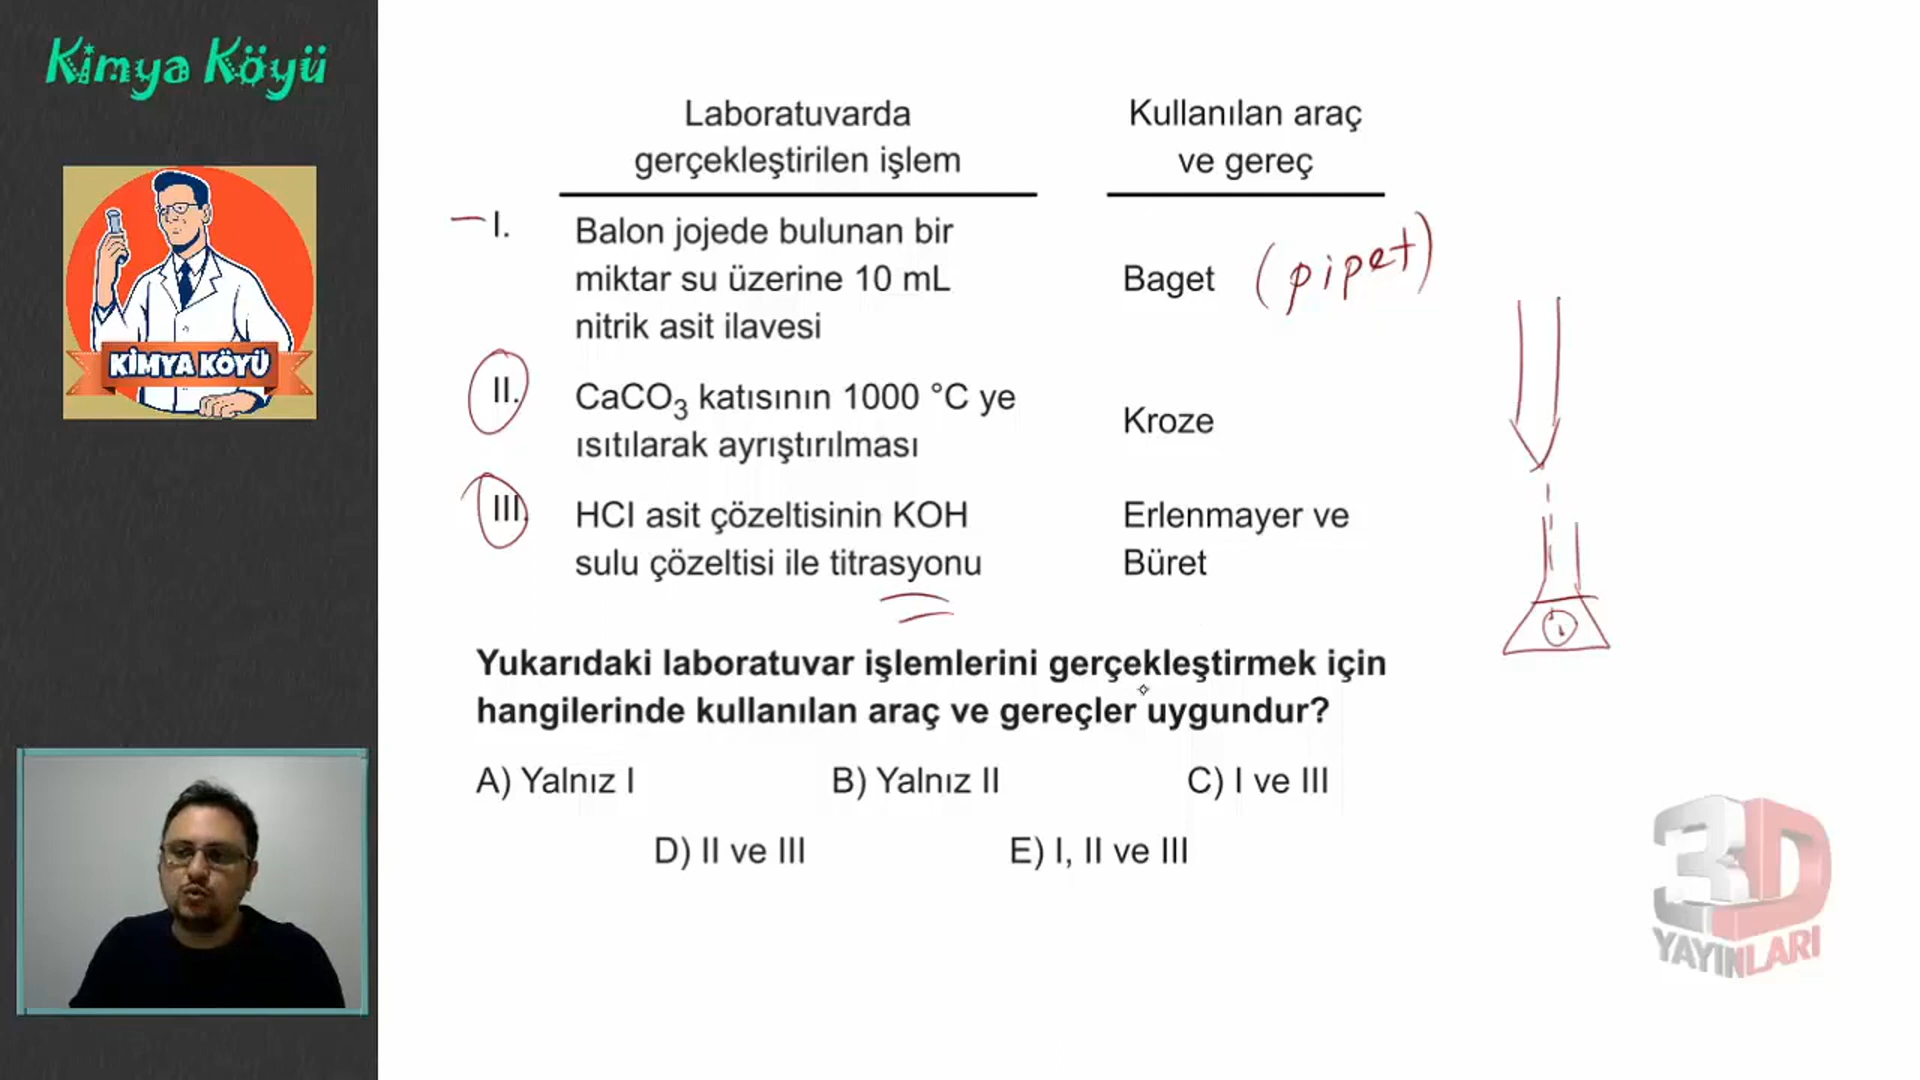 Kimya Köyü
KİMYA KÖYÜ
Laboratuvarda
gerçekleştirilen işlem
Kullanılan araç
ve gereç
I. Balon jojede bulunan bir
miktar su üzerine 10 mL
nitrik asit ilavesi
Baget (pipet)
II. CaCO₃ katısının 1000 °C ye
ısıtılarak ayrıştırılması
Kroze
III. HCl asit çözeltisinin KOH
sulu çözeltisi ile titrasyonu
Erlenmayer ve
Büret
Yukarıdaki laboratuvar işlemlerini gerçekleştirmek için
hangilerinde kullanılan araç ve gereçler uygundur?
A) Yalnız I B) Yalnız II C) I ve III
D) II ve III E) I, II ve III
3D
YAYINLARI